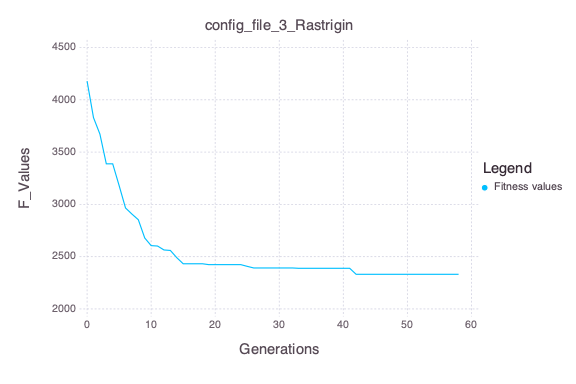 config_file_3_Rastrigin
F_Values
4500
4000
3500
3000
2500
2000
0 10 20 30 40 50 60
Generations
Legend
Fitness values